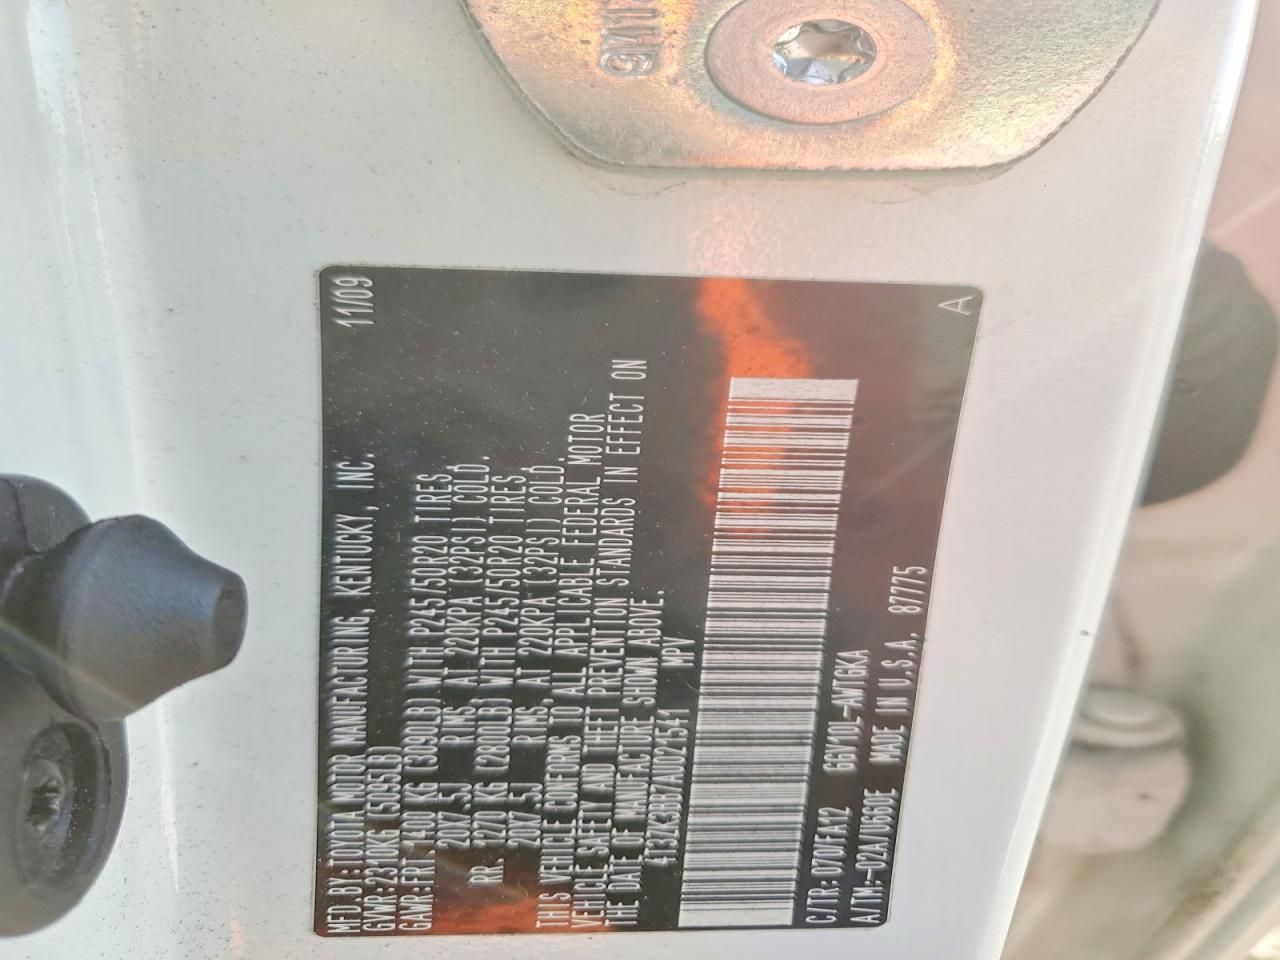 11/09
MFD.BY:TOYOTA MOTOR MANUFACTURING, KENTUCKY, INC.
GVWR:2310KG (5095LB)
GAWR:FRT.1400 KG (3090LB) WITH P245/50R20 TIRES
20X7.5J RIMS, AT 220KPA (32PSI) COLD.
RR. 1270 KG (2800LB) WITH P245/50R20 TIRES
20X7.5J RIMS, AT 220KPA (32PSI) COLD.
THIS VEHICLE CONFORMS TO ALL APPLICABLE FEDERAL MOTOR
VEHICLE SAFETY AND THEFT PREVENTION STANDARDS IN EFFECT ON
THE DATE OF MANUFACTURE SHOWN ABOVE.
4T3ZK3BB7AU021541 MPV
C/TR:070/FA12 GGV10L-AWTGKA
A/TM:-02A/U660E MADE IN U.S.A. 87775
A